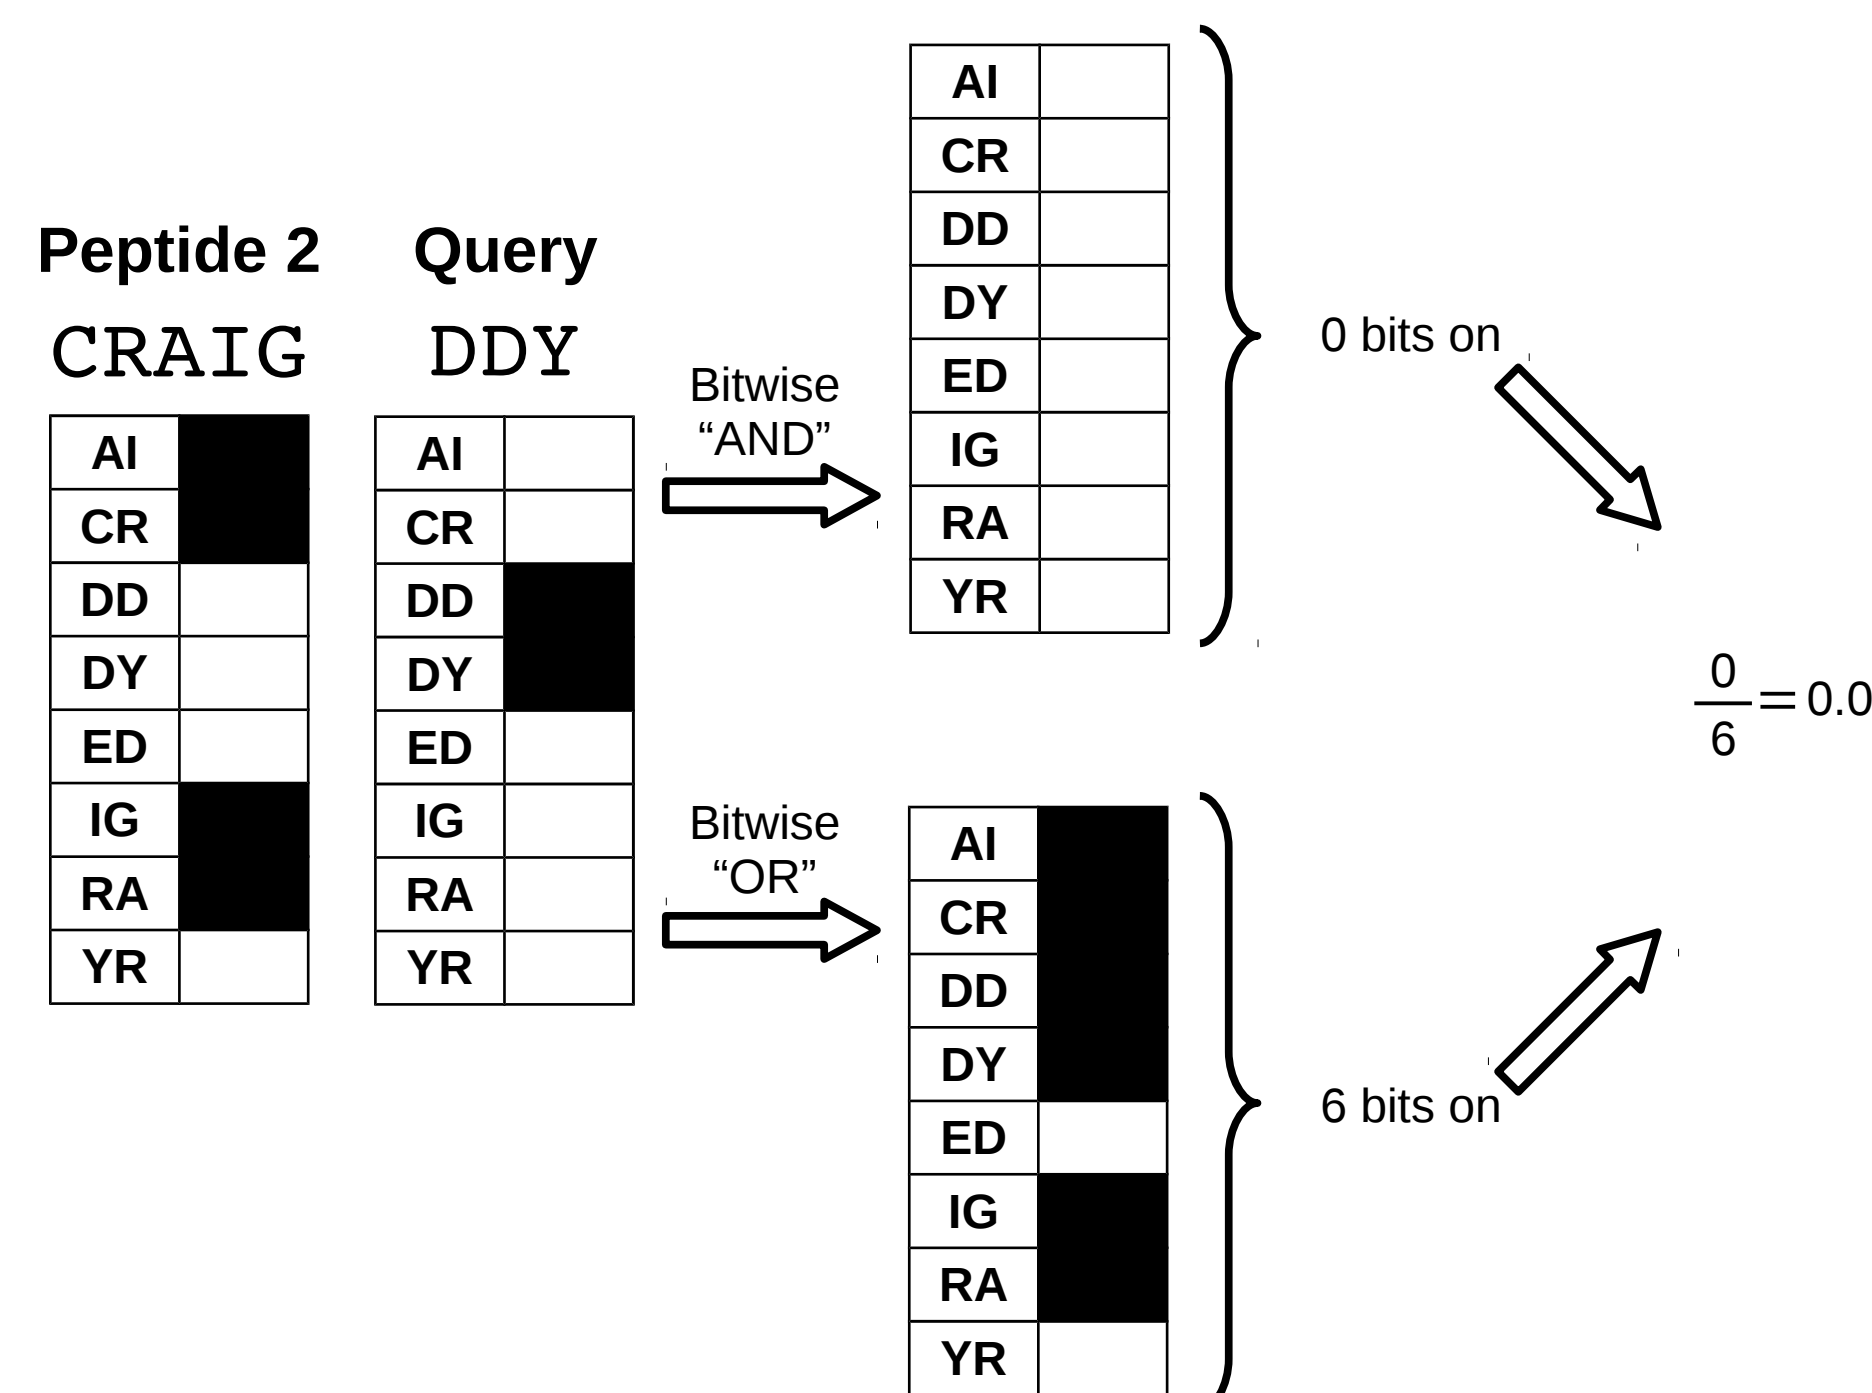 Peptide 2
CRAIG
AI
CR
DD
DY
ED
IG
RA
YR
Query
DDY
AI
CR
DD
DY
ED
IG
RA
YR
Bitwise
“AND”
AI
CR
DD
DY
ED
IG
RA
YR
0 bits on
Bitwise
“OR”
AI
CR
DD
DY
ED
IG
RA
YR
6 bits on
0
6
= 0.0